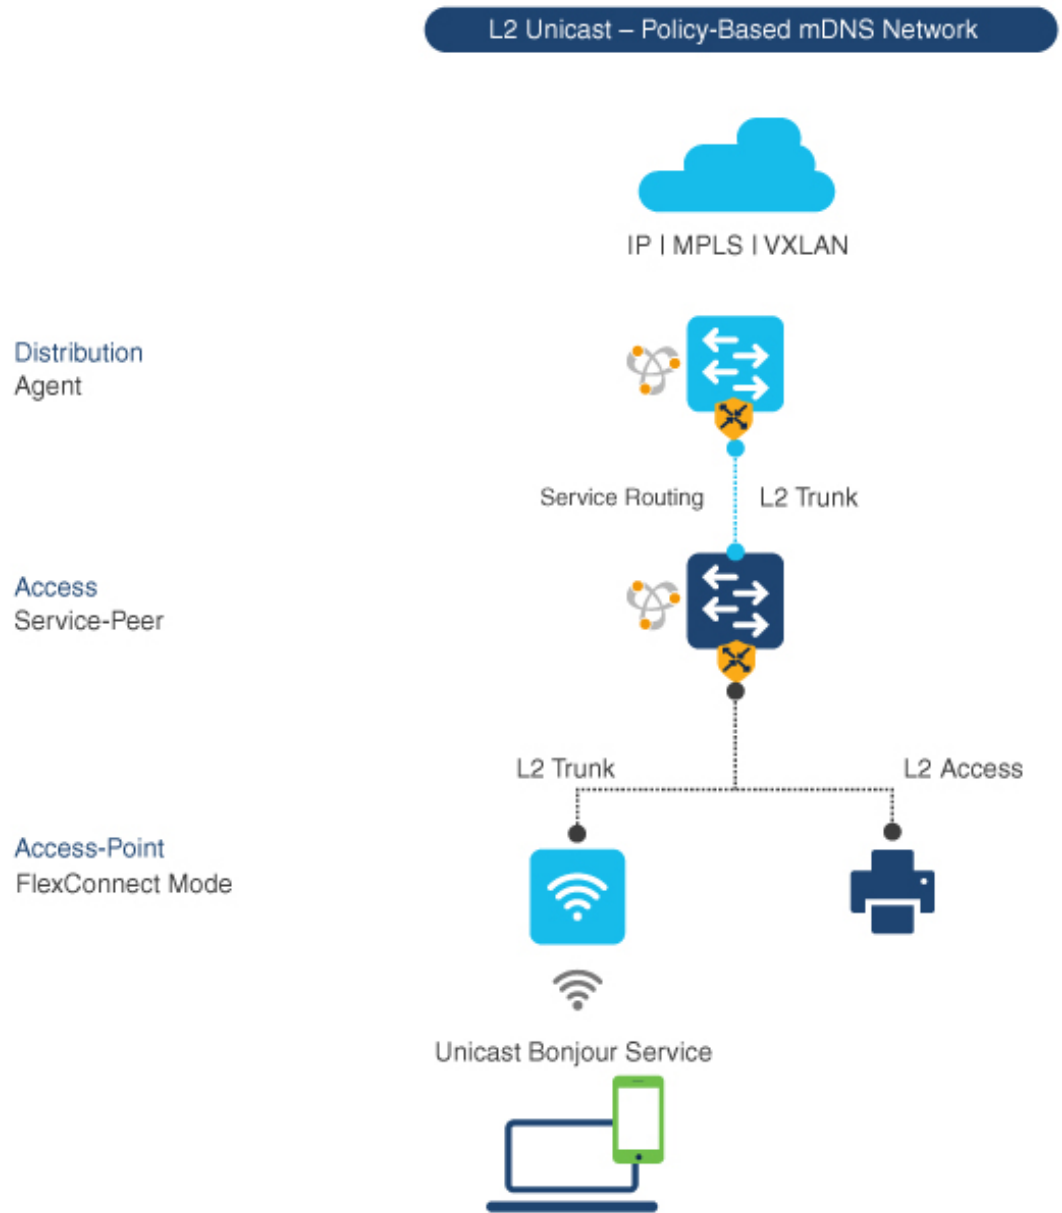 L2 Unicast – Policy-Based mDNS Network
IP | MPLS | VXLAN
Distribution
Agent
Service Routing
L2 Trunk
Access
Service-Peer
L2 Trunk
L2 Access
Access-Point
FlexConnect Mode
Unicast Bonjour Service